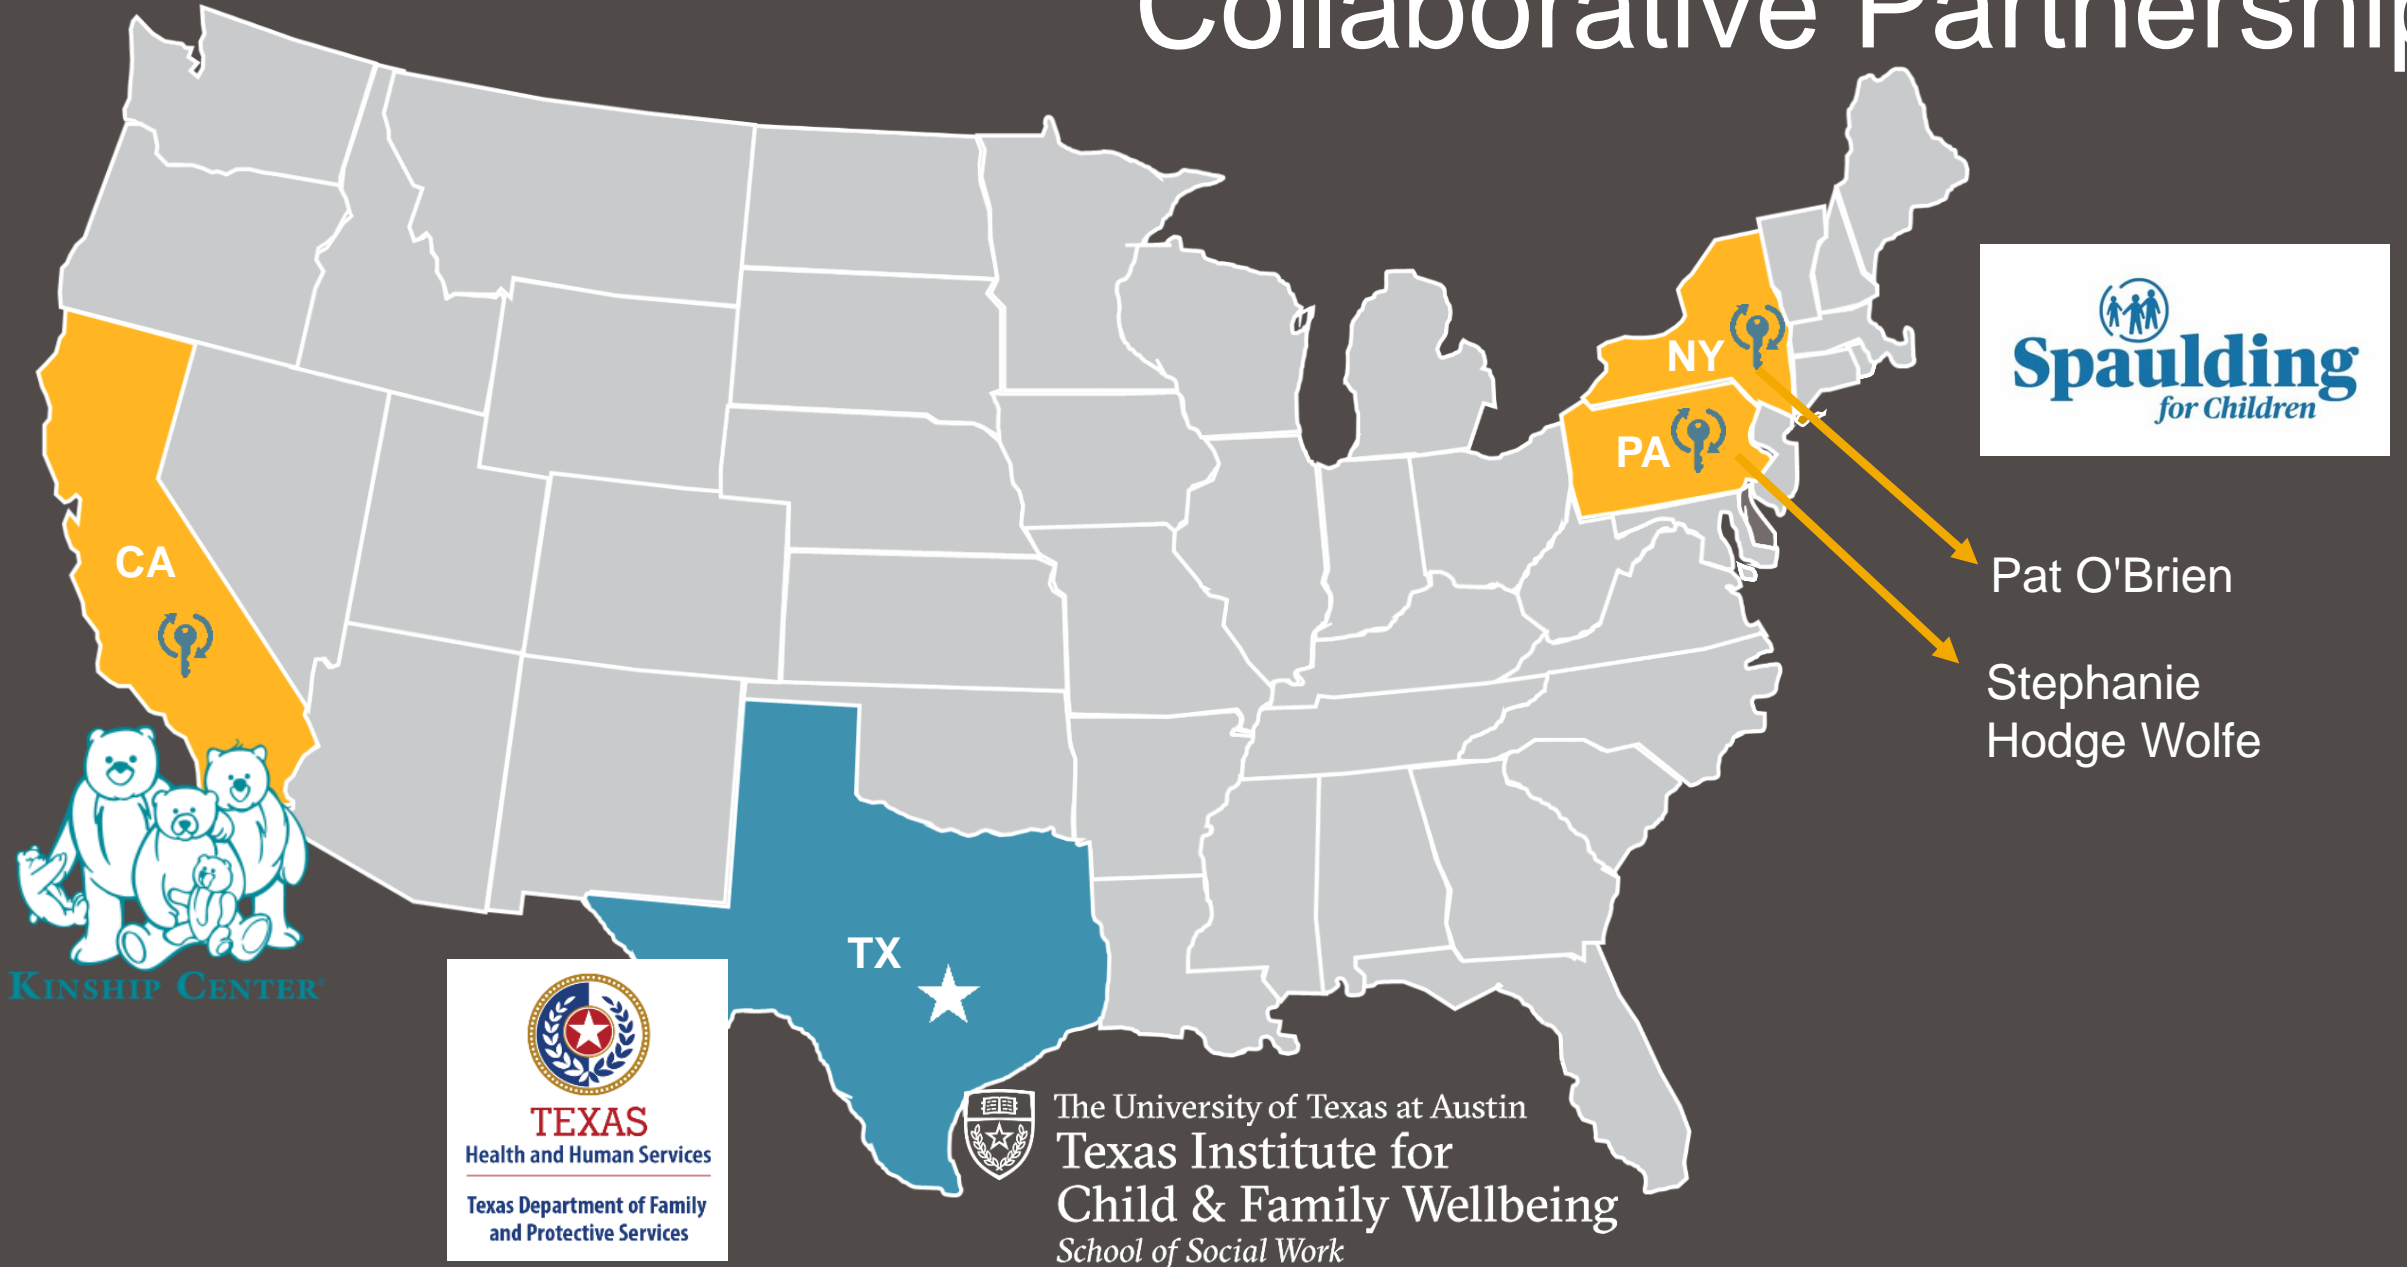 Collaborative Partnership
NY
PA
CA
TX
Spaulding
for Children
Pat O'Brien
Stephanie
Hodge Wolfe
KINSHIP CENTER®
TEXAS
Health and Human Services
Texas Department of Family
and Protective Services
The University of Texas at Austin
Texas Institute for
Child & Family Wellbeing
School of Social Work